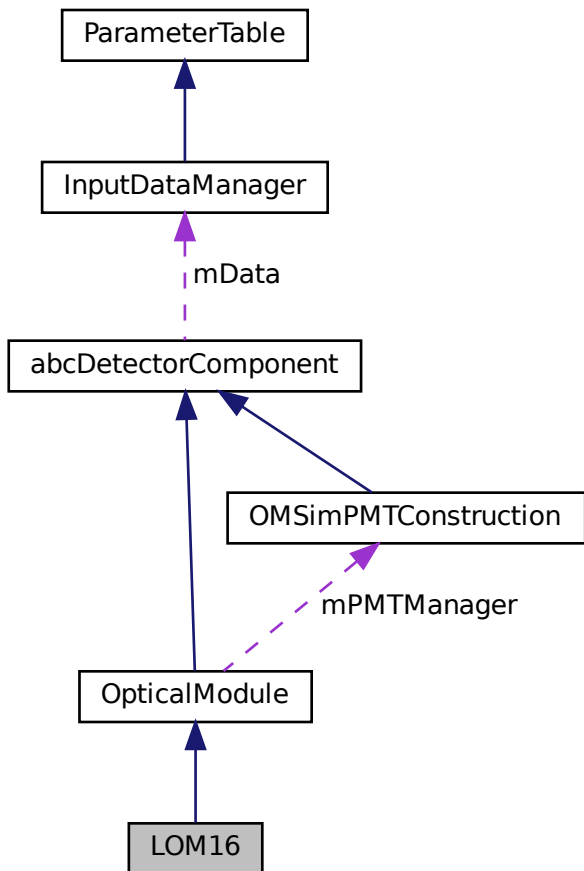 ParameterTable
InputDataManager
mData
abcDetectorComponent
OMSimPMTConstruction
mPMTManager
OpticalModule
LOM16